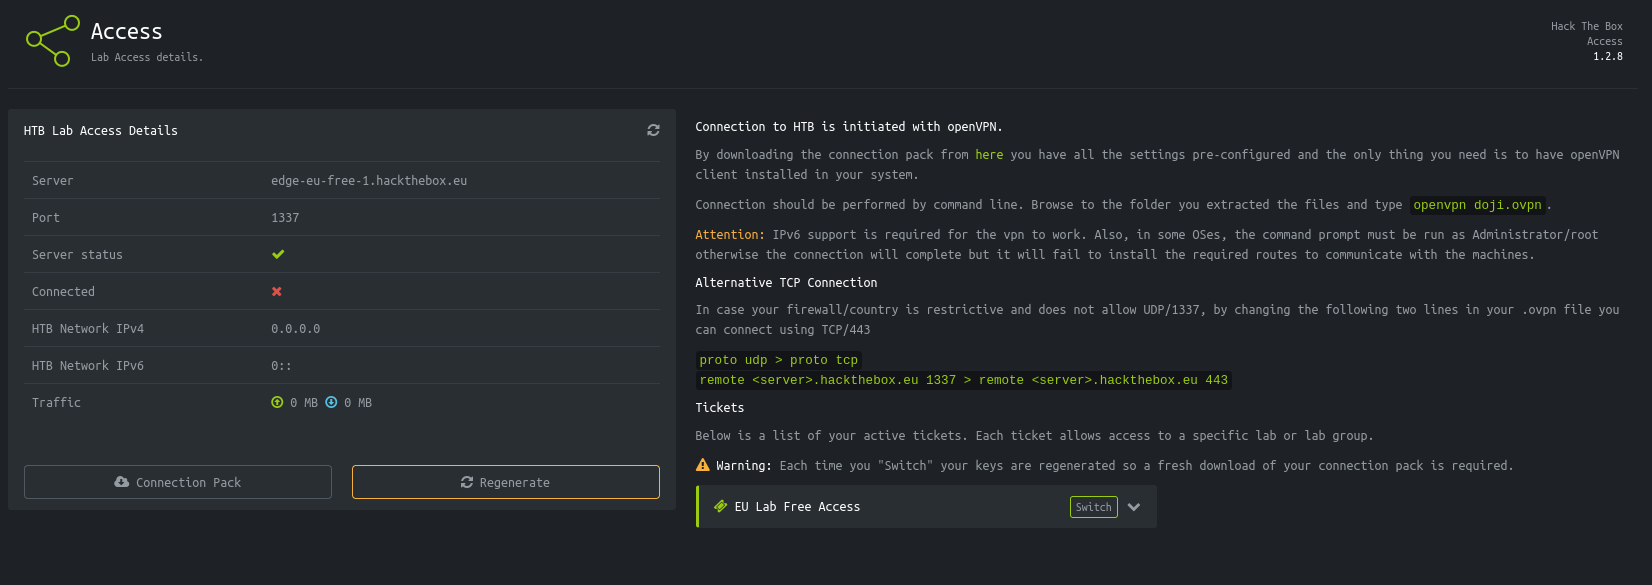 Access
Lab Access details.
Hack The Box
Access
1.2.8
HTB Lab Access Details
Server edge-eu-free-1.hackthebox.eu
Port 1337
Server status
Connected
HTB Network IPv4 0.0.0.0
HTB Network IPv6 0::
Traffic 0 MB 0 MB
Connection Pack
Regenerate
Connection to HTB is initiated with openVPN.
By downloading the connection pack from here you have all the settings pre-configured and the only thing you need is to have openVPN
client installed in your system.
Connection should be performed by command line. Browse to the folder you extracted the files and type openvpn doji.ovpn.
Attention: IPv6 support is required for the vpn to work. Also, in some OSes, the command prompt must be run as Administrator/root
otherwise the connection will complete but it will fail to install the required routes to communicate with the machines.
Alternative TCP Connection
In case your firewall/country is restrictive and does not allow UDP/1337, by changing the following two lines in your .ovpn file you
can connect using TCP/443
proto udp > proto tcp
remote <server>.hackthebox.eu 1337 > remote <server>.hackthebox.eu 443
Tickets
Below is a list of your active tickets. Each ticket allows access to a specific lab or lab group.
Warning: Each time you "Switch" your keys are regenerated so a fresh download of your connection pack is required.
EU Lab Free Access Switch